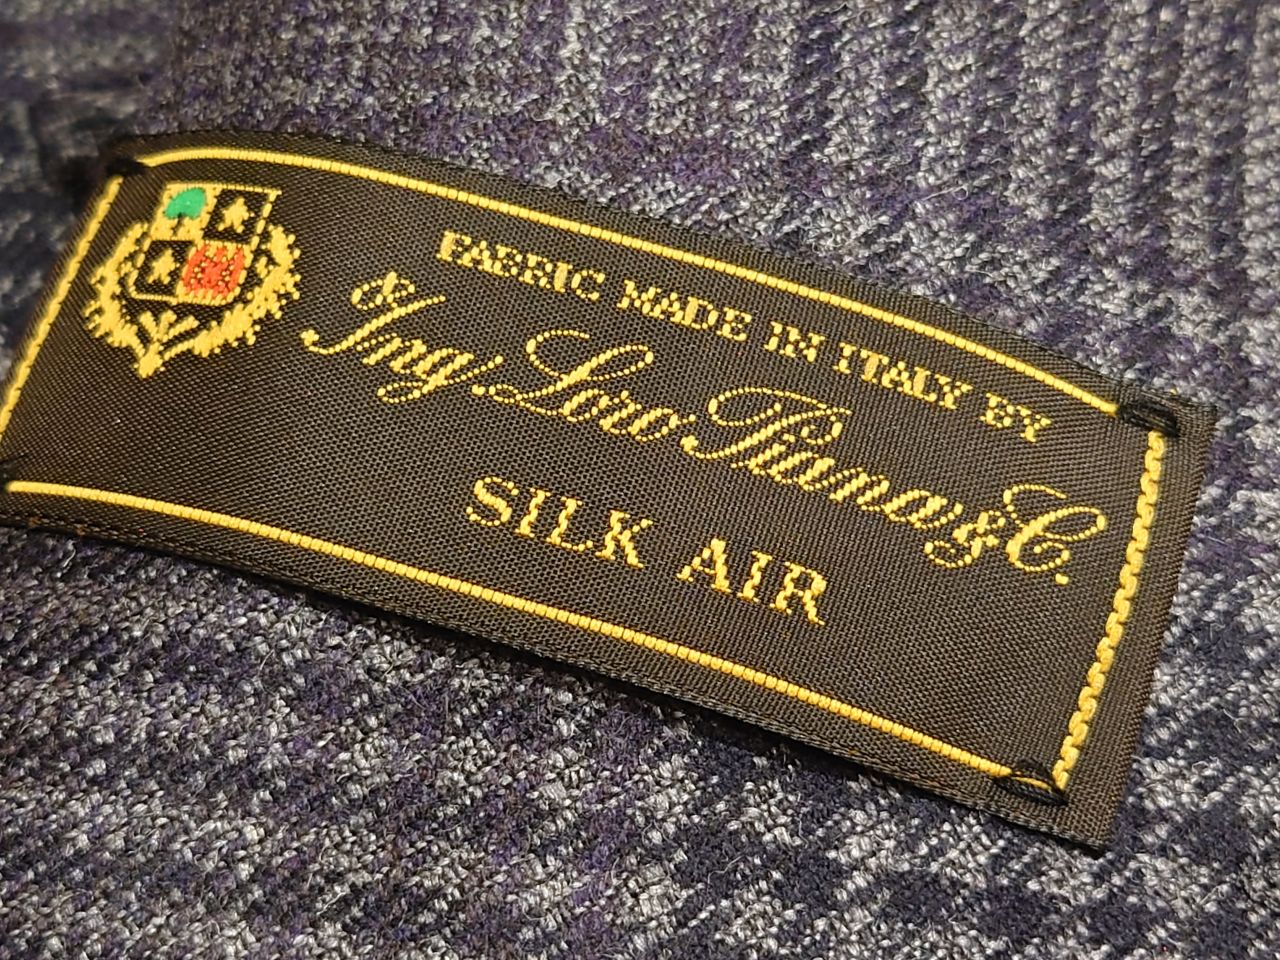 FABRIC MADE IN ITALY BY
Ing. Loro Piana & C.
SILK AIR